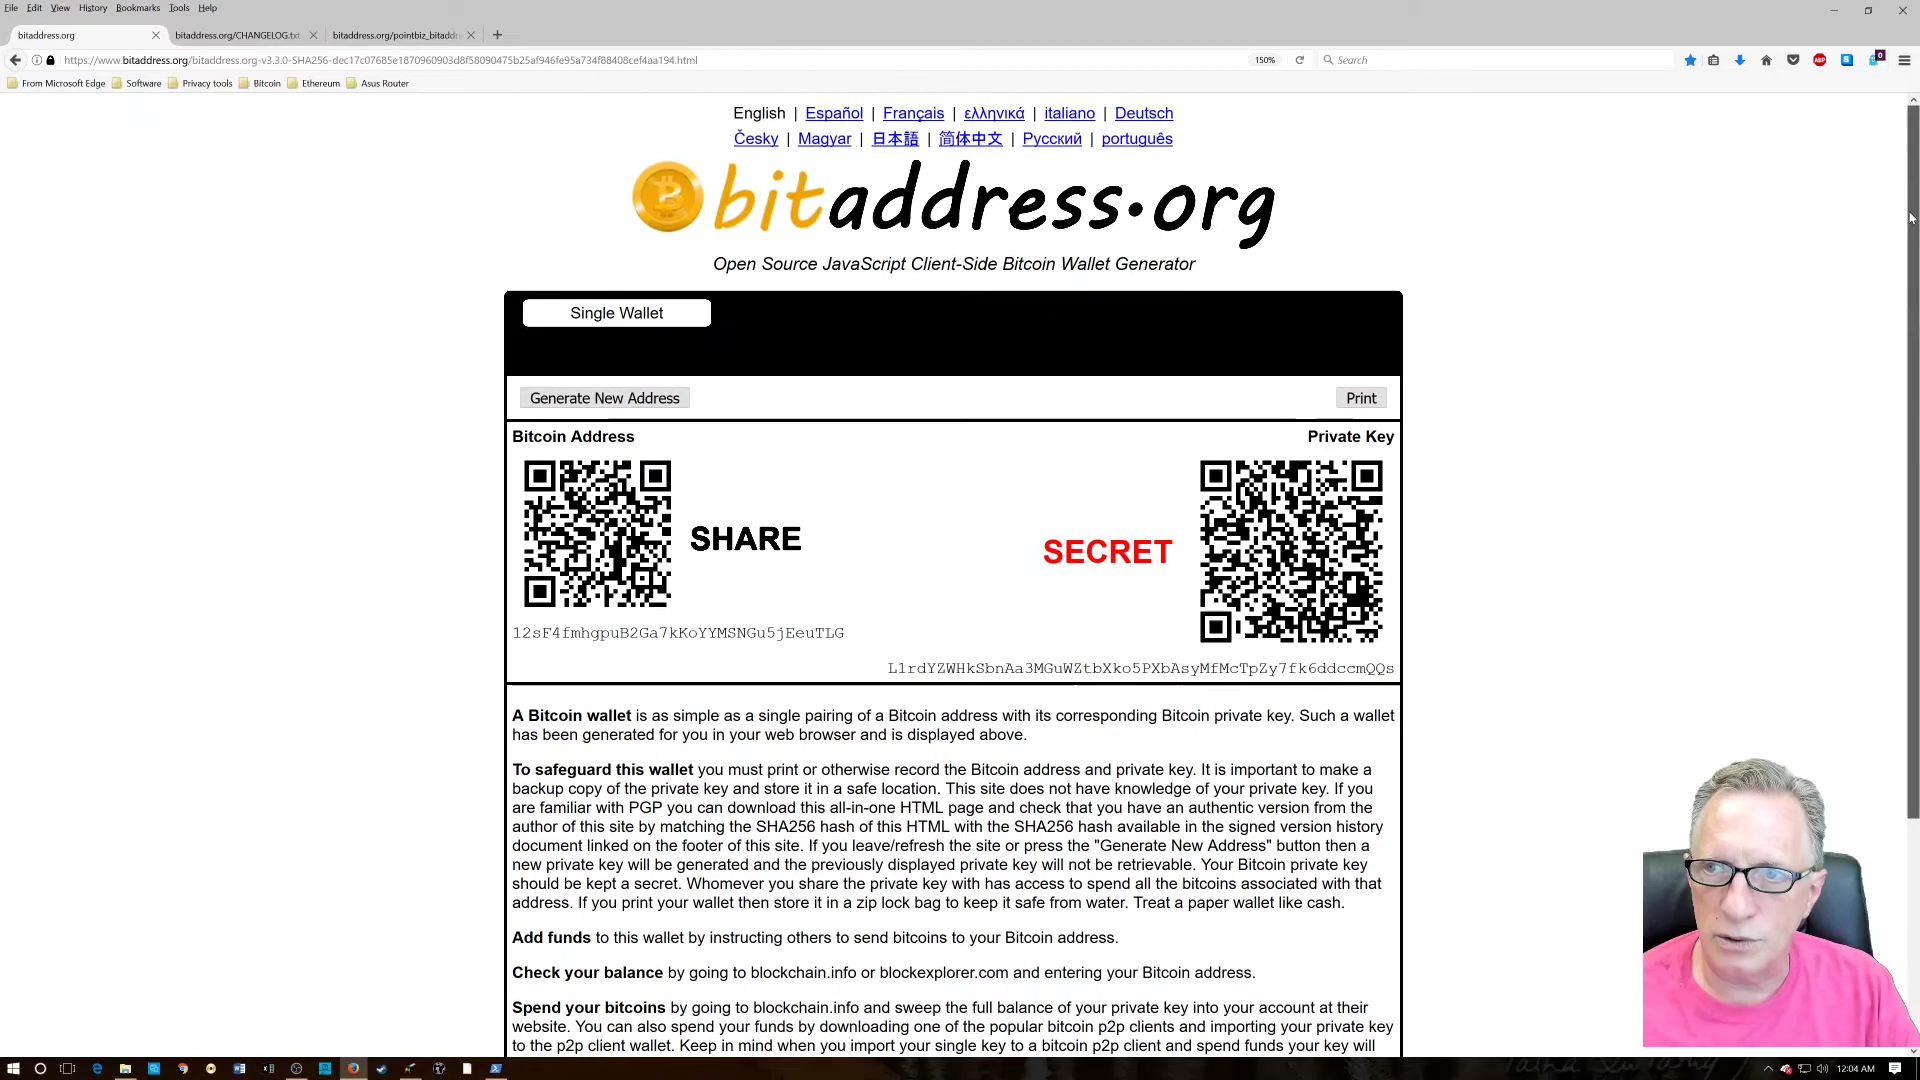 File Edit View History Bookmarks Tools Help
bitaddress.org
bitaddress.org/CHANGELOG.txt
bitaddress.org/pointbiz_bitaddr
https://www.bitaddress.org/bitaddress.org-v3.3.0-SHA256-dec17c07685e1870960903d8f58090475b25af946fe95a734f88408cef4aa194.html
150%
Search
0
From Microsoft Edge Software Privacy tools Bitcoin Ethereum Asus Router
English | Español | Français | ελληνικά | italiano | Deutsch
Česky | Magyar | 日本語 | 简体中文 | Русский | português
bitaddress.org
Open Source JavaScript Client-Side Bitcoin Wallet Generator
Single Wallet
Generate New Address
Print
Bitcoin Address
Private Key
SHARE
SECRET
12sF4fmhgpuB2Ga7kKoYYMSNGu5jEeuTLG
L1rdYZWHkSbnAa3MGuWZtbXko5PXbAsyMfMcTpZy7fk6ddccmQQs
A Bitcoin wallet is as simple as a single pairing of a Bitcoin address with its corresponding Bitcoin private key. Such a wallet
has been generated for you in your web browser and is displayed above.
To safeguard this wallet you must print or otherwise record the Bitcoin address and private key. It is important to make a
backup copy of the private key and store it in a safe location. This site does not have knowledge of your private key. If you
are familiar with PGP you can download this all-in-one HTML page and check that you have an authentic version from the
author of this site by matching the SHA256 hash of this HTML with the SHA256 hash available in the signed version history
document linked on the footer of this site. If you leave/refresh the site or press the "Generate New Address" button then a
new private key will be generated and the previously displayed private key will not be retrievable. Your Bitcoin private key
should be kept a secret. Whomever you share the private key with has access to spend all the bitcoins associated with that
address. If you print your wallet then store it in a zip lock bag to keep it safe from water. Treat a paper wallet like cash.
Add funds to this wallet by instructing others to send bitcoins to your Bitcoin address.
Check your balance by going to blockchain.info or blockexplorer.com and entering your Bitcoin address.
Spend your bitcoins by going to blockchain.info and sweep the full balance of your private key into your account at their
website. You can also spend your funds by downloading one of the popular bitcoin p2p clients and importing your private key
to the p2p client wallet. Keep in mind when you import your single key to a bitcoin p2p client and spend funds your key will
12:04 AM